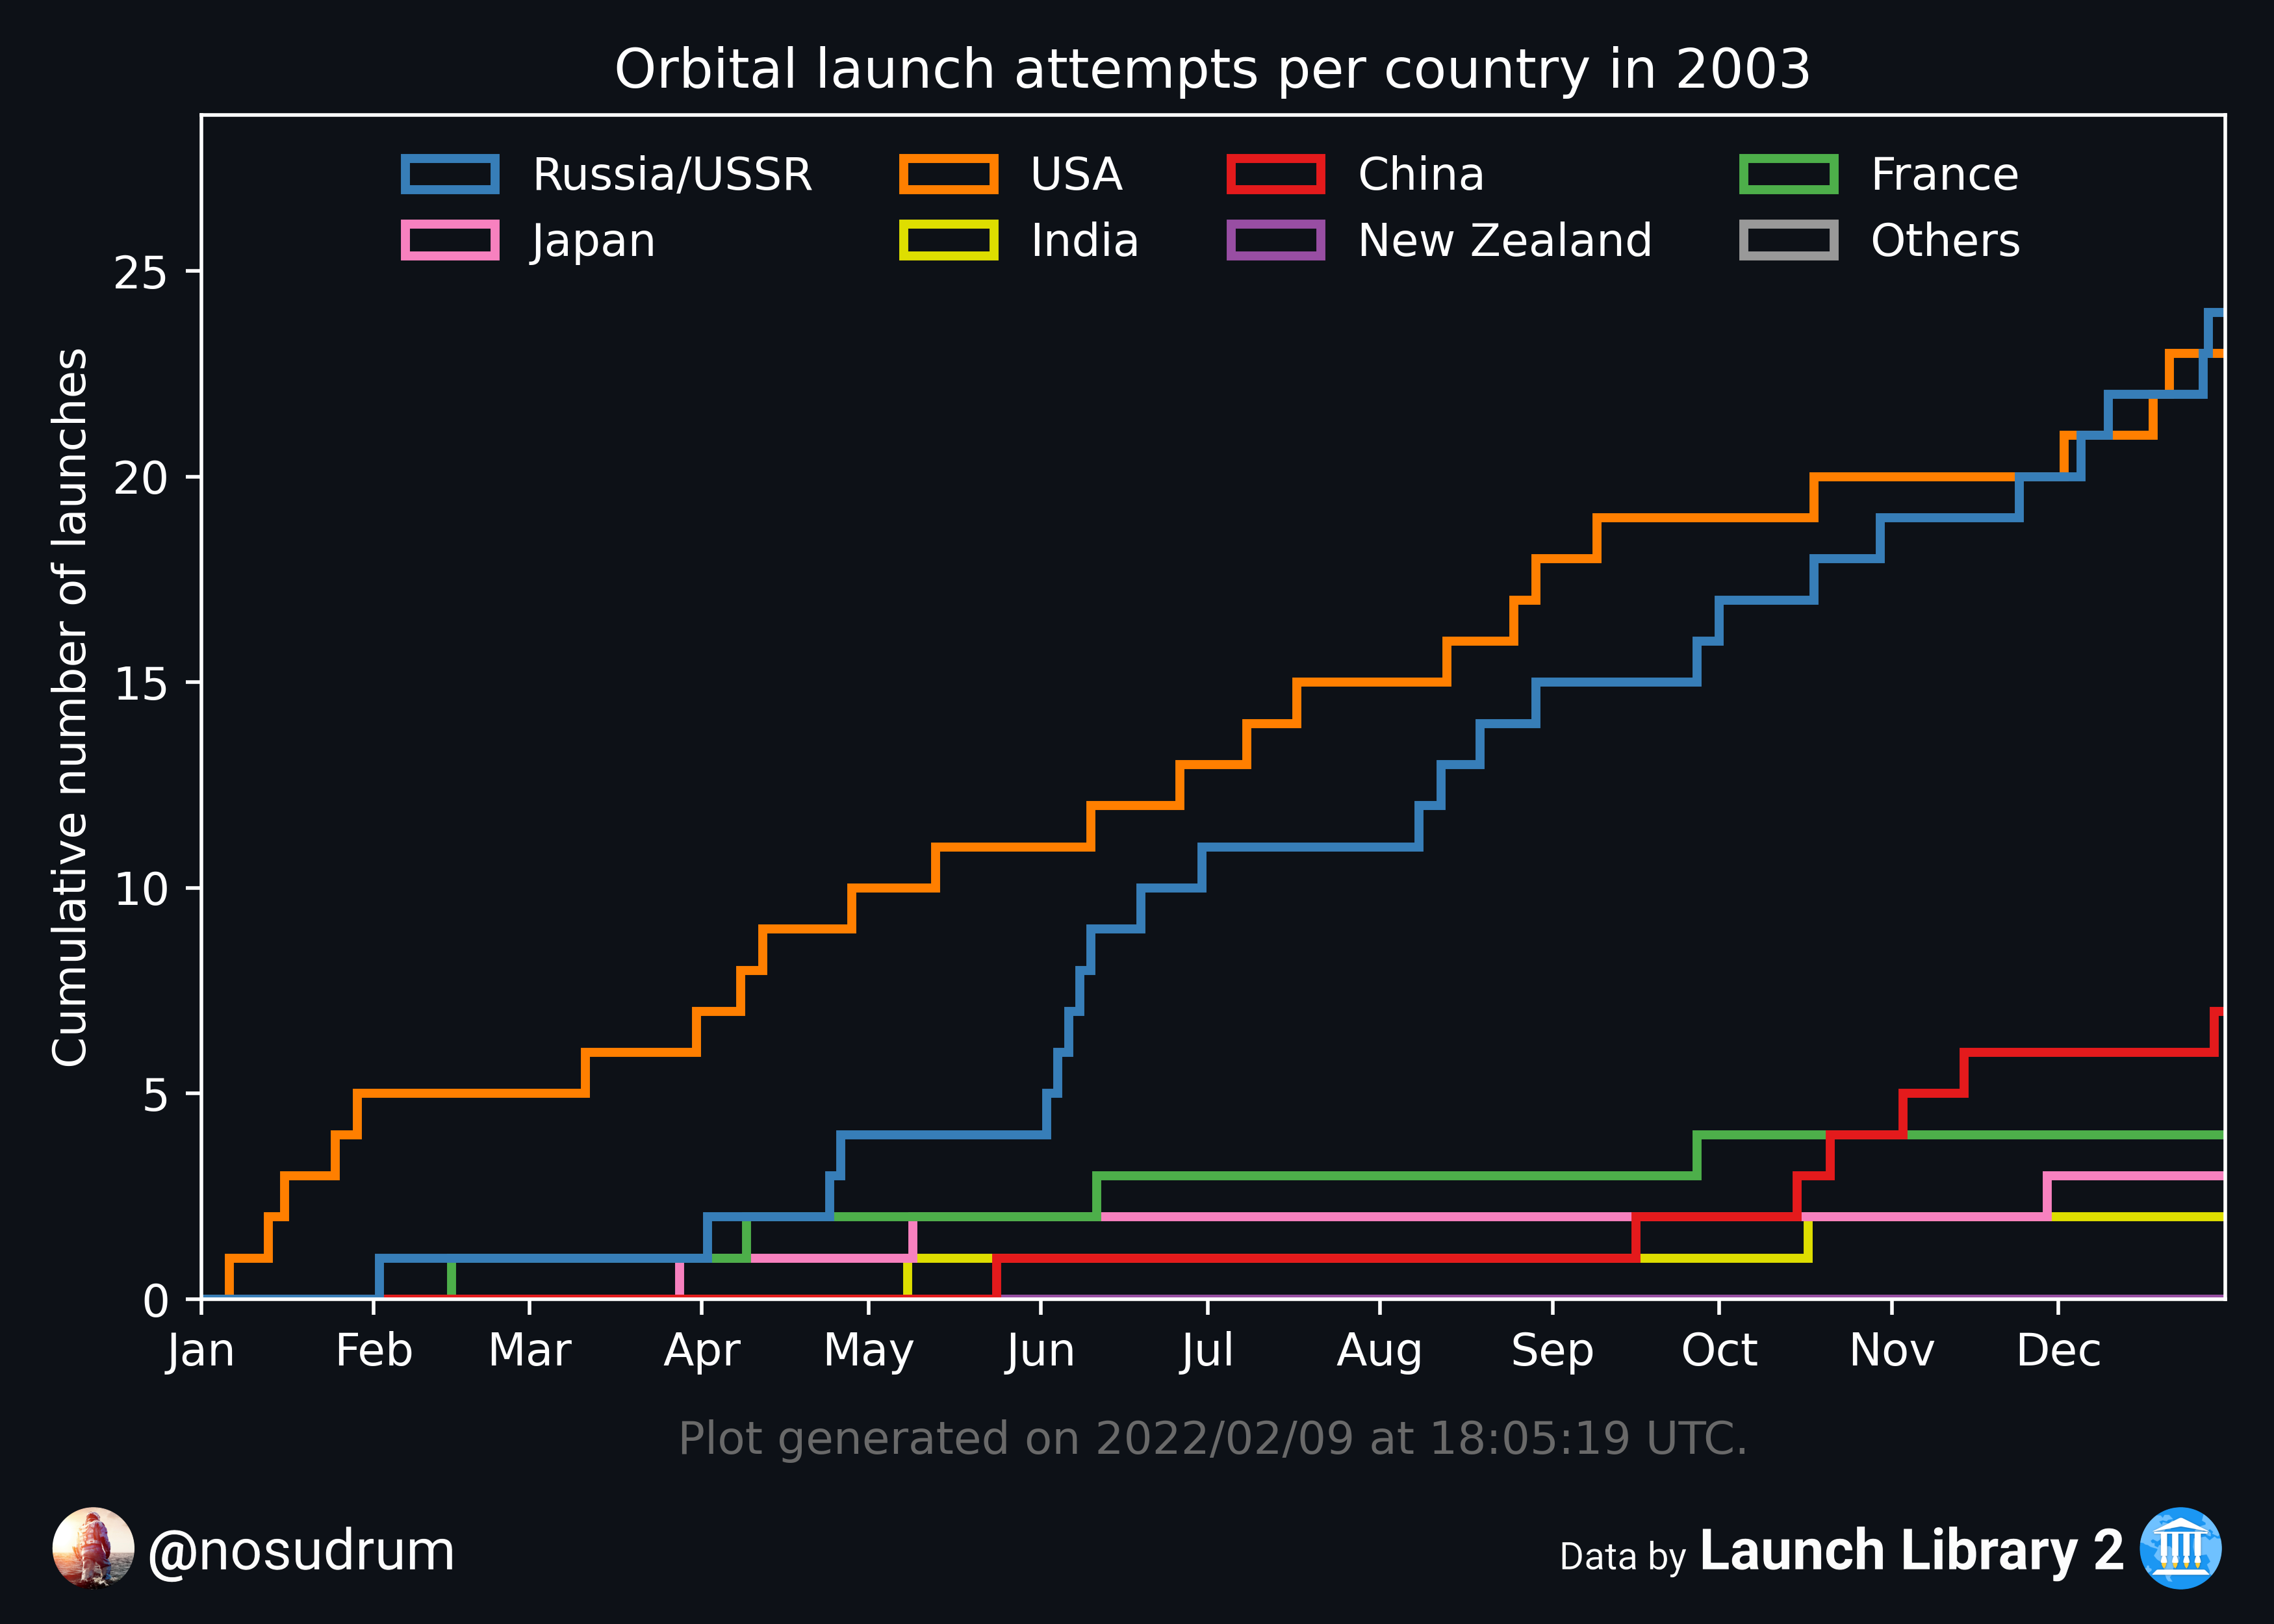 Orbital launch attempts per country in 2003
Russia/USSR USA China France
Japan India New Zealand Others
Cumulative number of launches
25
20
15
10
5
0
Jan Feb Mar Apr May Jun Jul Aug Sep Oct Nov Dec
Plot generated on 2022/02/09 at 18:05:19 UTC.
@nosudrum
Data by Launch Library 2